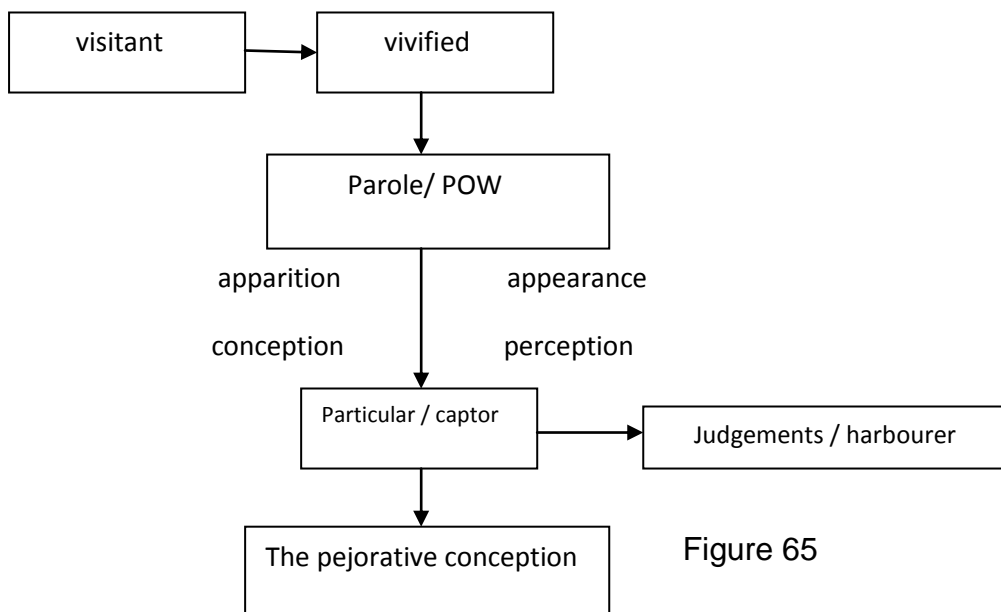 visitant
vivified
Parole/ POW
apparition
appearance
conception
perception
Particular / captor
Judgements / harbourer
The pejorative conception
Figure 65